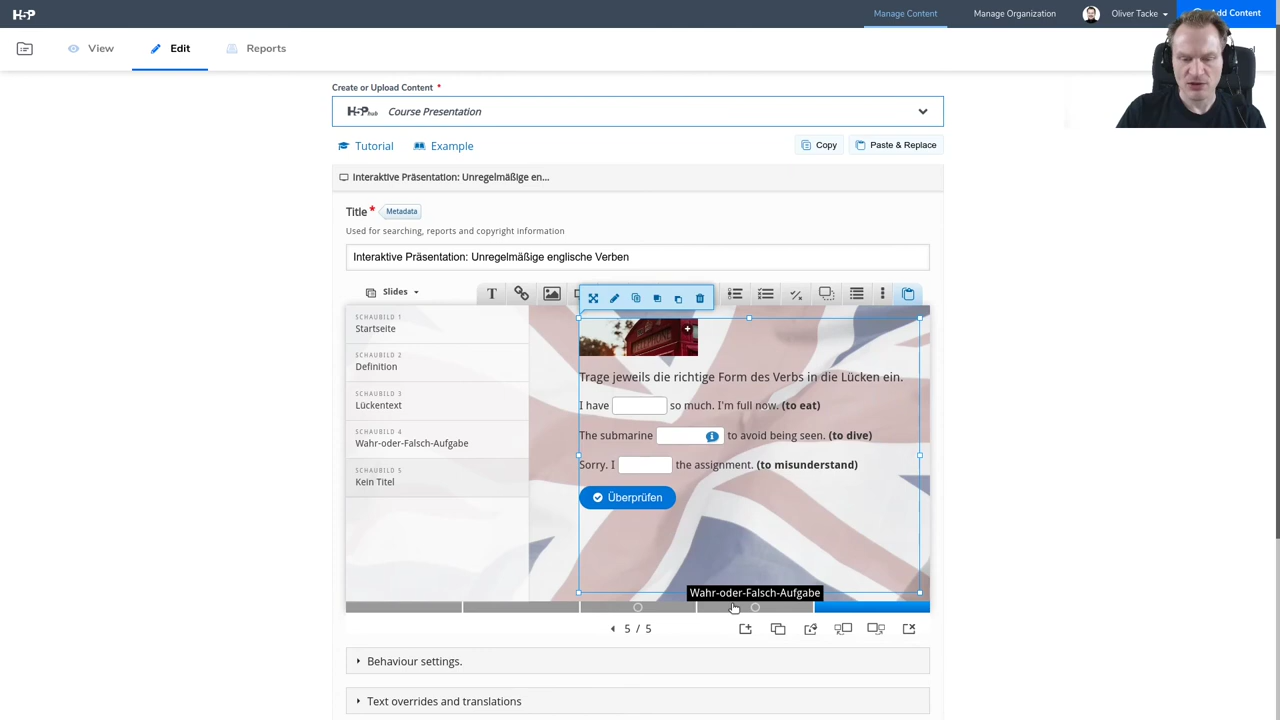 H5P
Manage Content
Manage Organization
Oliver Tacke
Add Content
View
Edit
Reports
Create or Upload Content *
H5P hub Course Presentation
Tutorial
Example
Copy
Paste & Replace
Interaktive Präsentation: Unregelmäßige en...
Title *
Metadata
Used for searching, reports and copyright information
Interaktive Präsentation: Unregelmäßige englische Verben
Slides
T
SCHAUBILD 1
Startseite
SCHAUBILD 2
Definition
SCHAUBILD 3
Lückentext
SCHAUBILD 4
Wahr-oder-Falsch-Aufgabe
SCHAUBILD 5
Kein Titel
TELEPHONE
Trage jeweils die richtige Form des Verbs in die Lücken ein.
I have so much. I'm full now. (to eat)
The submarine to avoid being seen. (to dive)
Sorry. I the assignment. (to misunderstand)
Überprüfen
Wahr-oder-Falsch-Aufgabe
5 / 5
Behaviour settings.
Text overrides and translations